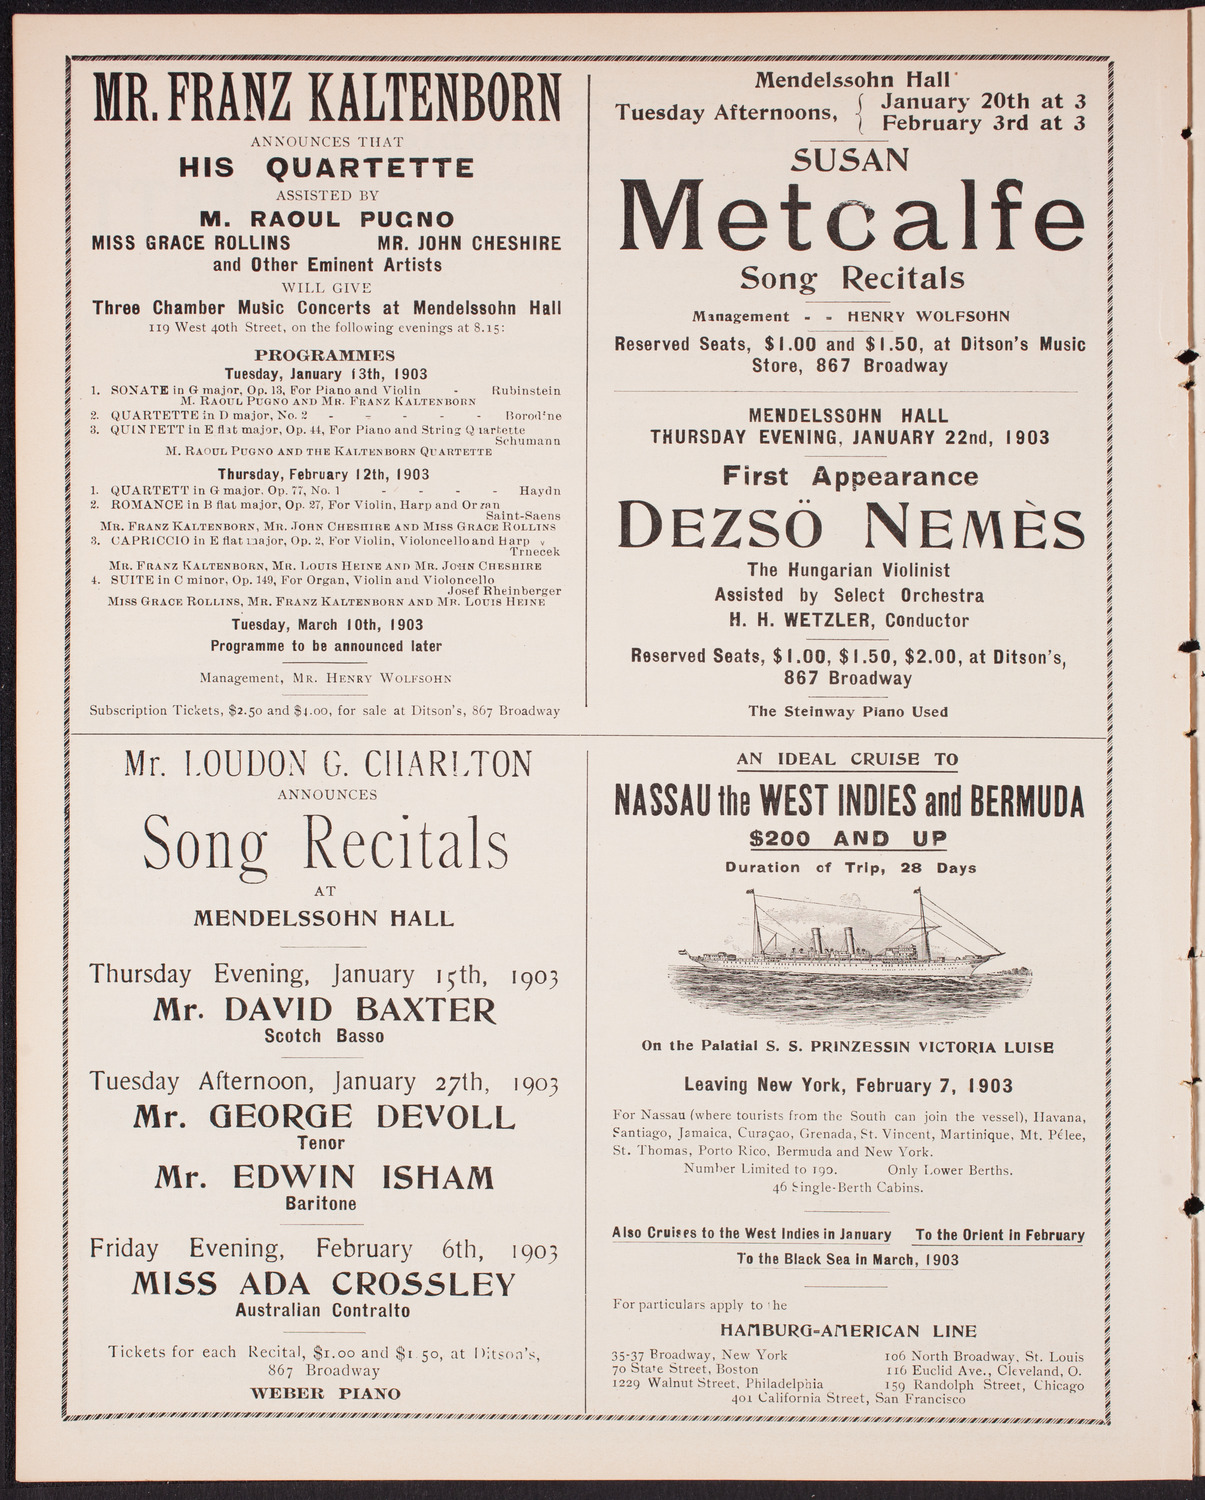 MR. FRANZ KALTENBORN
ANNOUNCES THAT
HIS QUARTETTE
ASSISTED BY
M. RAOUL PUGNO
MISS GRACE ROLLINS MR. JOHN CHESHIRE
and Other Eminent Artists
WILL GIVE
Three Chamber Music Concerts at Mendelssohn Hall
119 West 40th Street, on the following evenings at 8.15:
PROGRAMMES
Tuesday, January 13th, 1903
1. SONATE in G major, Op. 13, For Piano and Violin - Rubinstein
M. RAOUL PUGNO AND MR. FRANZ KALTENBORN
2. QUARTETTE in D major, No. 2 - - - - - Borodine
3. QUINTETT in E flat major, Op. 44, For Piano and String Quartette
Schumann
M. RAOUL PUGNO AND THE KALTENBORN QUARTETTE
Thursday, February 12th, 1903
1. QUARTETT in G major. Op. 77, No. 1 - - - - Haydn
2. ROMANCE in B flat major, Op. 27, For Violin, Harp and Organ
Saint-Saens
MR. FRANZ KALTENBORN, MR. JOHN CHESHIRE AND MISS GRACE ROLLINS
3. CAPRICCIO in E flat major, Op. 2, For Violin, Violoncello and Harp
Trnecek
MR. FRANZ KALTENBORN, MR. LOUIS HEINE AND MR. JOHN CHESHIRE
4. SUITE in C minor, Op. 149, For Organ, Violin and Violoncello
Josef Rheinberger
MISS GRACE ROLLINS, MR. FRANZ KALTENBORN AND MR. LOUIS HEINE
Tuesday, March 10th, 1903
Programme to be announced later
Management, MR. HENRY WOLFSOHN
Subscription Tickets, $2.50 and $4.00, for sale at Ditson's, 867 Broadway
Mendelssohn Hall
Tuesday Afternoons, { January 20th at 3
February 3rd at 3
SUSAN
Metcalfe
Song Recitals
Management - - HENRY WOLFSOHN
Reserved Seats, $1.00 and $1.50, at Ditson's Music
Store, 867 Broadway
MENDELSSOHN HALL
THURSDAY EVENING, JANUARY 22nd, 1903
First Appearance
DEZSÖ NEMÈS
The Hungarian Violinist
Assisted by Select Orchestra
H. H. WETZLER, Conductor
Reserved Seats, $1.00, $1.50, $2.00, at Ditson's,
867 Broadway
The Steinway Piano Used
Mr. LOUDON G. CHARLTON
ANNOUNCES
Song Recitals
AT
MENDELSSOHN HALL
Thursday Evening, January 15th, 1903
Mr. DAVID BAXTER
Scotch Basso
Tuesday Afternoon, January 27th, 1903
Mr. GEORGE DEVOLL
Tenor
Mr. EDWIN ISHAM
Baritone
Friday Evening, February 6th, 1903
MISS ADA CROSSLEY
Australian Contralto
Tickets for each Recital, $1.00 and $1.50, at Ditson's,
867 Broadway
WEBER PIANO
AN IDEAL CRUISE TO
NASSAU the WEST INDIES and BERMUDA
$200 AND UP
Duration of Trip, 28 Days
On the Palatial S. S. PRINZESSIN VICTORIA LUISE
Leaving New York, February 7, 1903
For Nassau (where tourists from the South can join the vessel), Havana,
Santiago, Jamaica, Curaçao, Grenada, St. Vincent, Martinique, Mt. Pélee,
St. Thomas, Porto Rico, Bermuda and New York.
Number Limited to 190. Only Lower Berths.
46 Single-Berth Cabins.
Also Cruises to the West Indies in January To the Orient in February
To the Black Sea in March, 1903
For particulars apply to the
HAMBURG-AMERICAN LINE
35-37 Broadway, New York 106 North Broadway, St. Louis
70 State Street, Boston 116 Euclid Ave., Cleveland, O.
1229 Walnut Street, Philadelphia 159 Randolph Street, Chicago
401 California Street, San Francisco